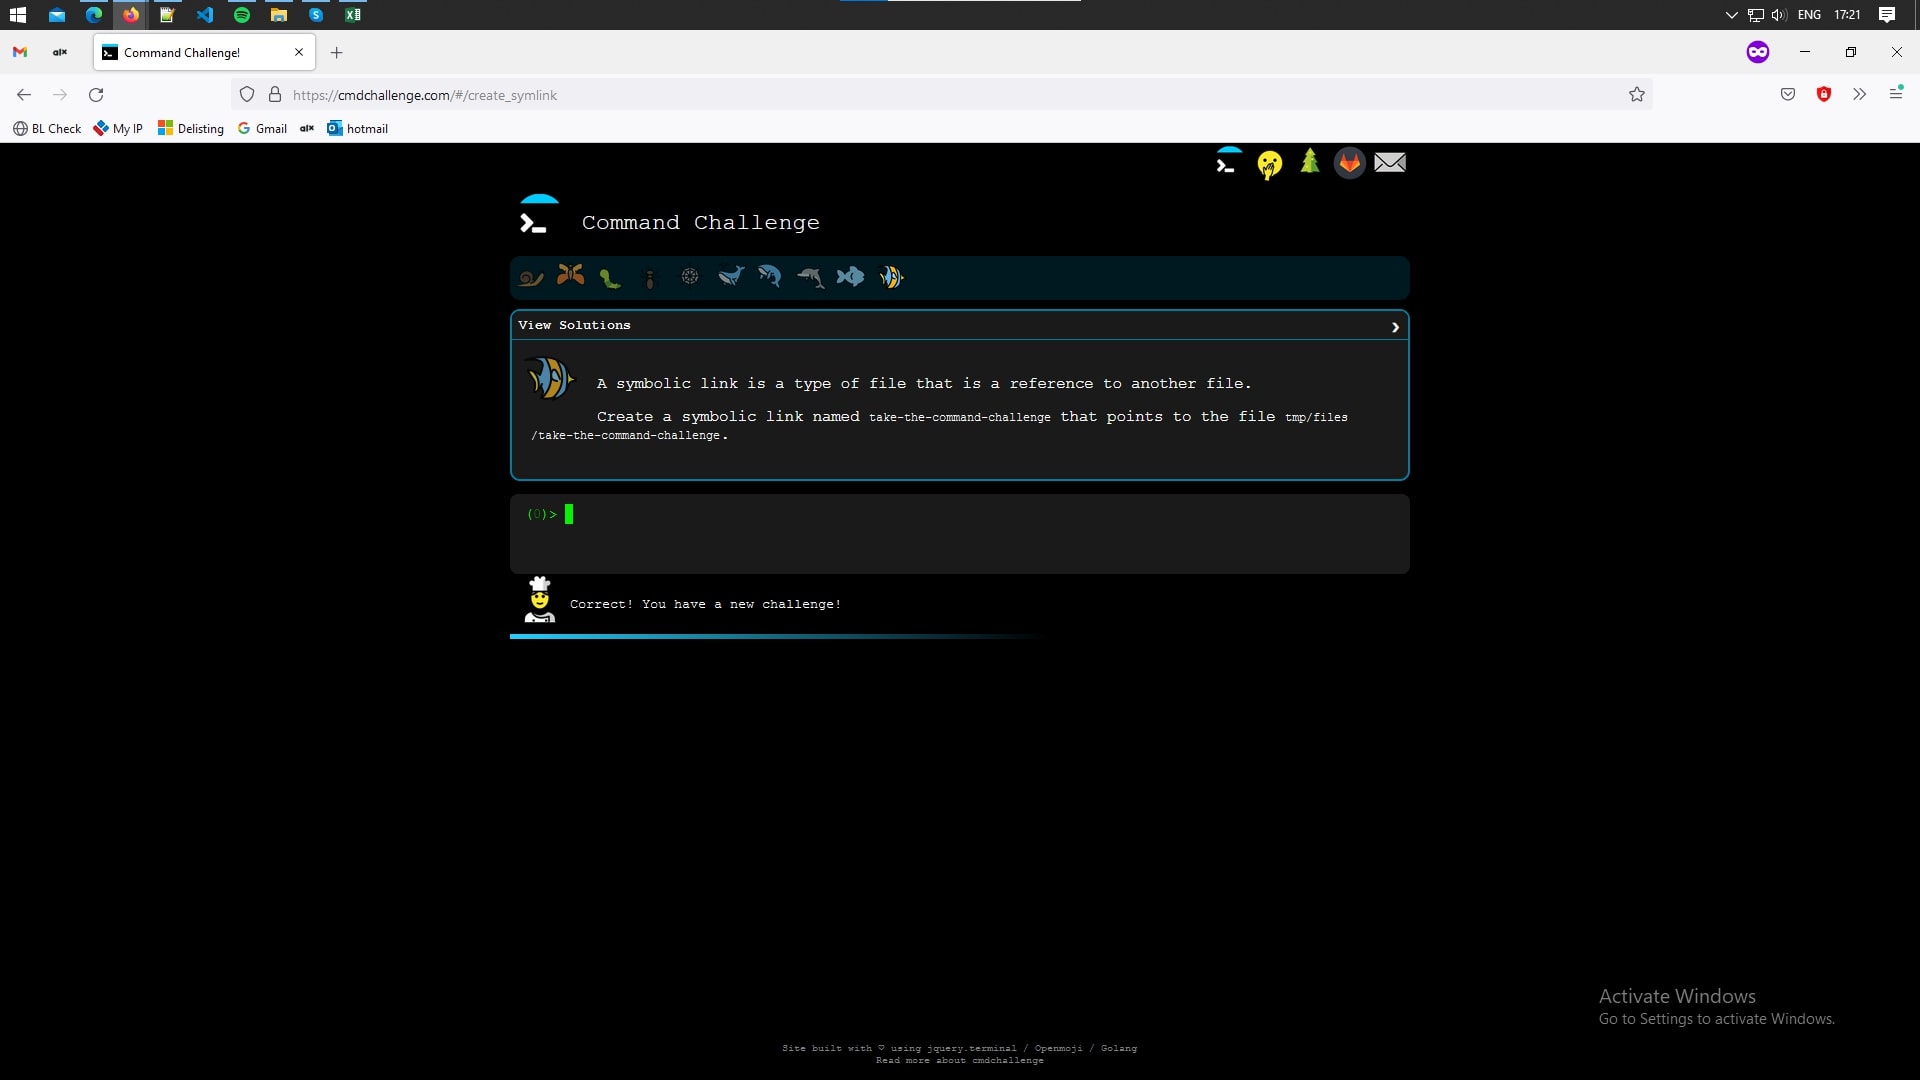 ENG 17:21
alx
Command Challenge!
https://cmdchallenge.com/#/create_symlink
BL Check My IP Delisting Gmail alx hotmail
Command Challenge
View Solutions
A symbolic link is a type of file that is a reference to another file.
Create a symbolic link named take-the-command-challenge that points to the file tmp/files
/take-the-command-challenge.
(0)>
Correct! You have a new challenge!
Activate Windows
Go to Settings to activate Windows.
Site built with ♡ using jquery.terminal / Openmoji / Golang
Read more about cmdchallenge